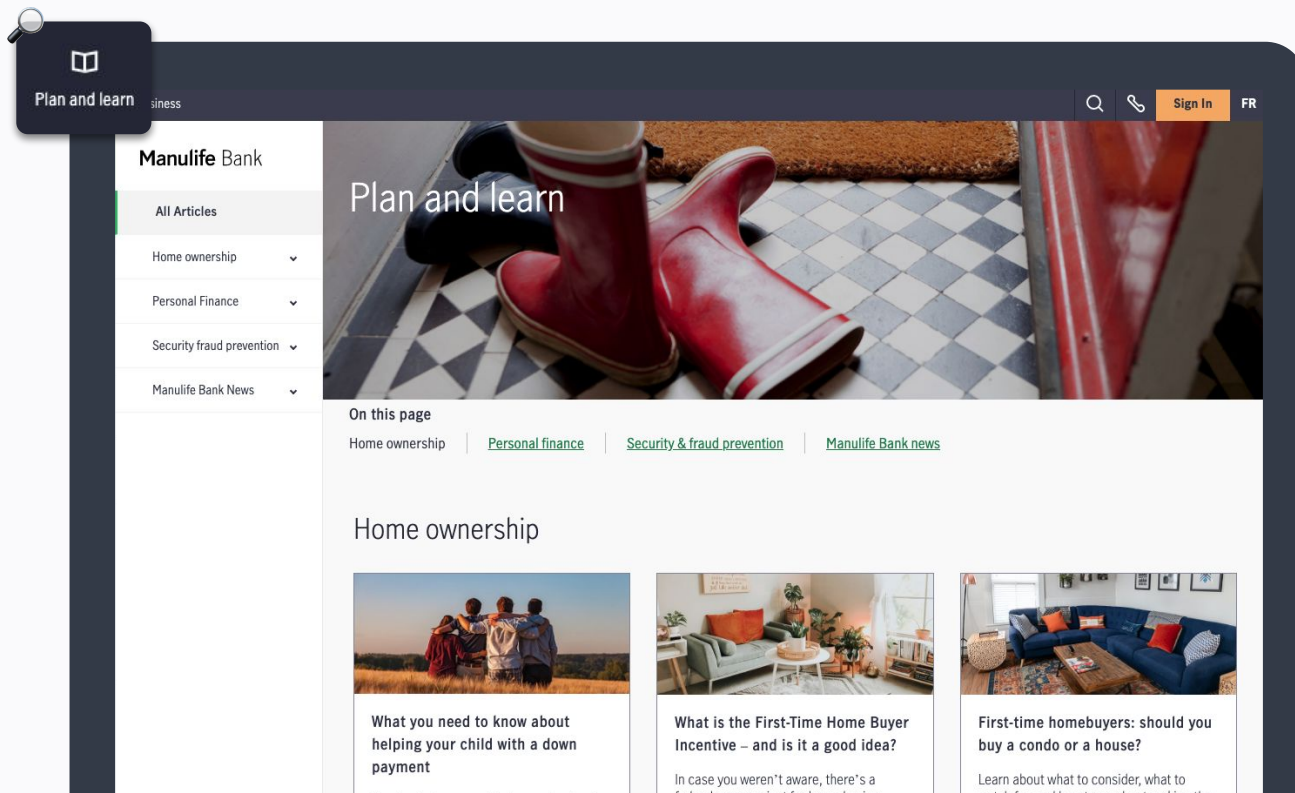 Plan and learn
Sign In
FR
Manulife Bank
All Articles
Home ownership
Personal Finance
Security fraud prevention
Manulife Bank News
Plan and learn
On this page
Home ownership
Personal finance
Security & fraud prevention
Manulife Bank news
Home ownership
What you need to know about
helping your child with a down
payment
What is the First-Time Home Buyer
Incentive – and is it a good idea?
In case you weren't aware, there's a
First-time homebuyers: should you
buy a condo or a house?
Learn about what to consider, what to